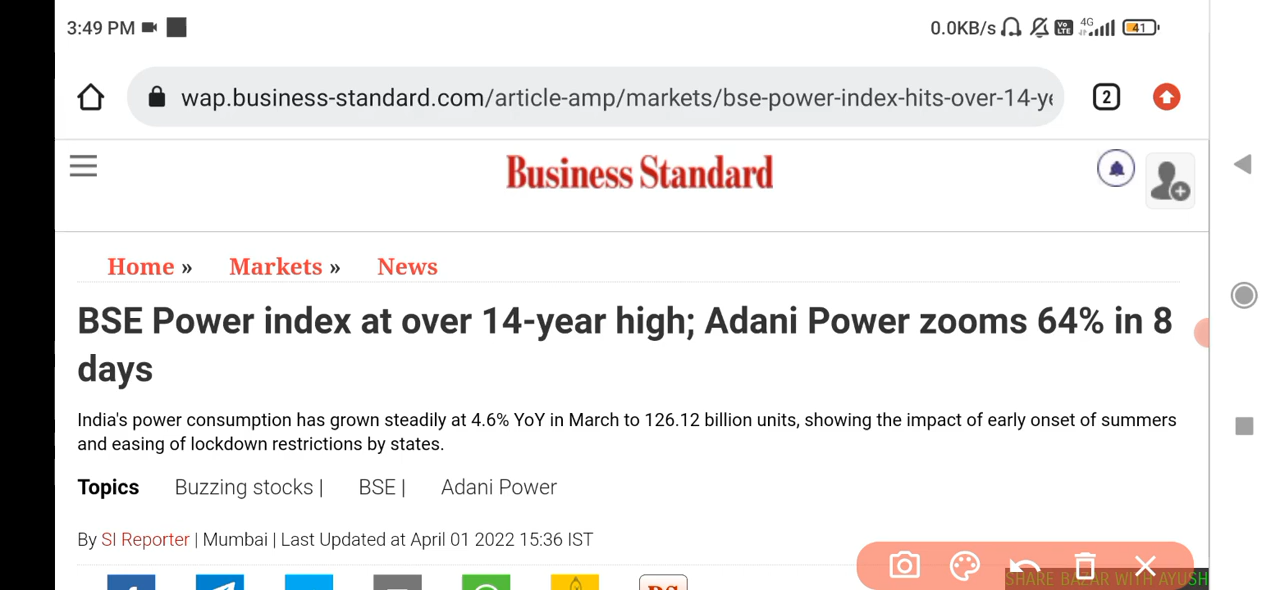 3:49 PM
0.0KB/s Vo LTE 4G 41
wap.business-standard.com/article-amp/markets/bse-power-index-hits-over-14-ye
2
Business Standard
Home » Markets » News
BSE Power index at over 14-year high; Adani Power zooms 64% in 8
days
India's power consumption has grown steadily at 4.6% YoY in March to 126.12 billion units, showing the impact of early onset of summers
and easing of lockdown restrictions by states.
Topics Buzzing stocks | BSE | Adani Power
By SI Reporter | Mumbai | Last Updated at April 01 2022 15:36 IST
SHARE BAZAR WITH AYUSH